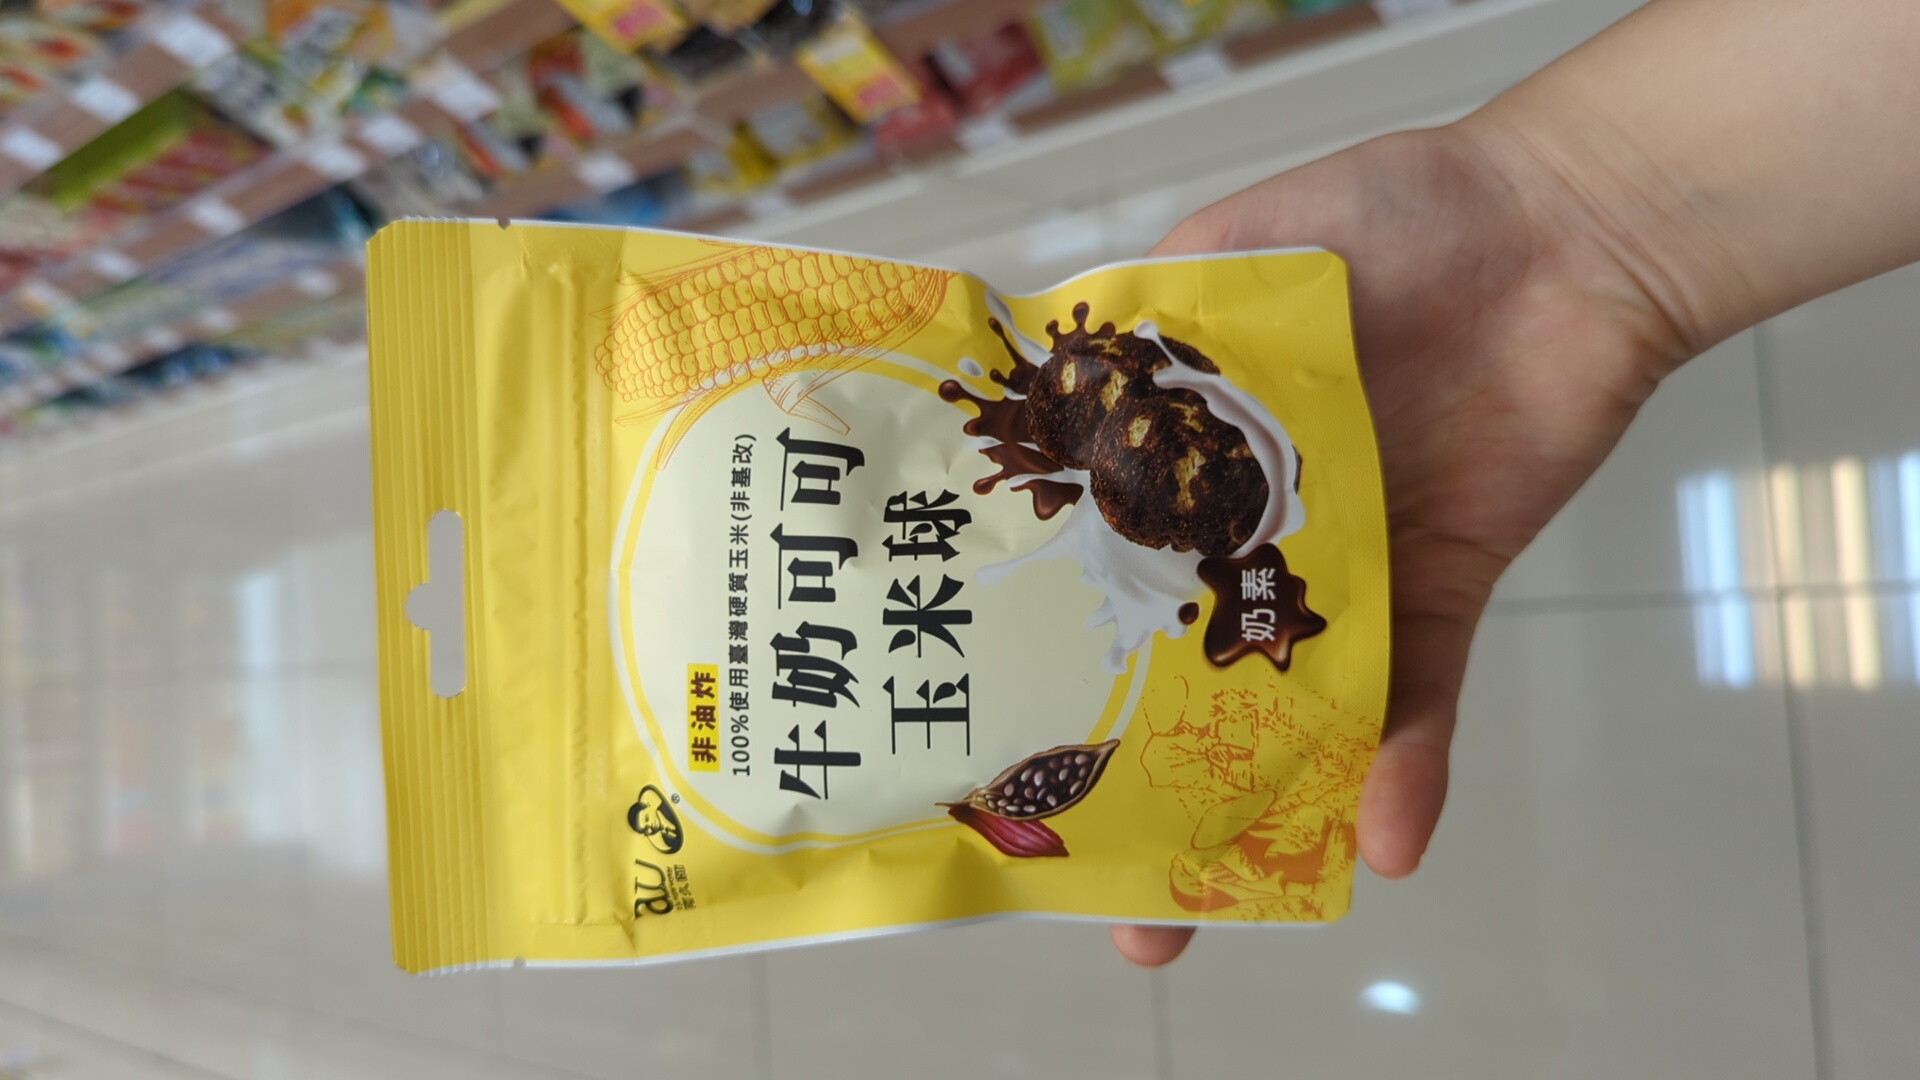 非油炸
100%使用臺灣硬質玉米(非基改)
牛奶可可
玉米球
奶素